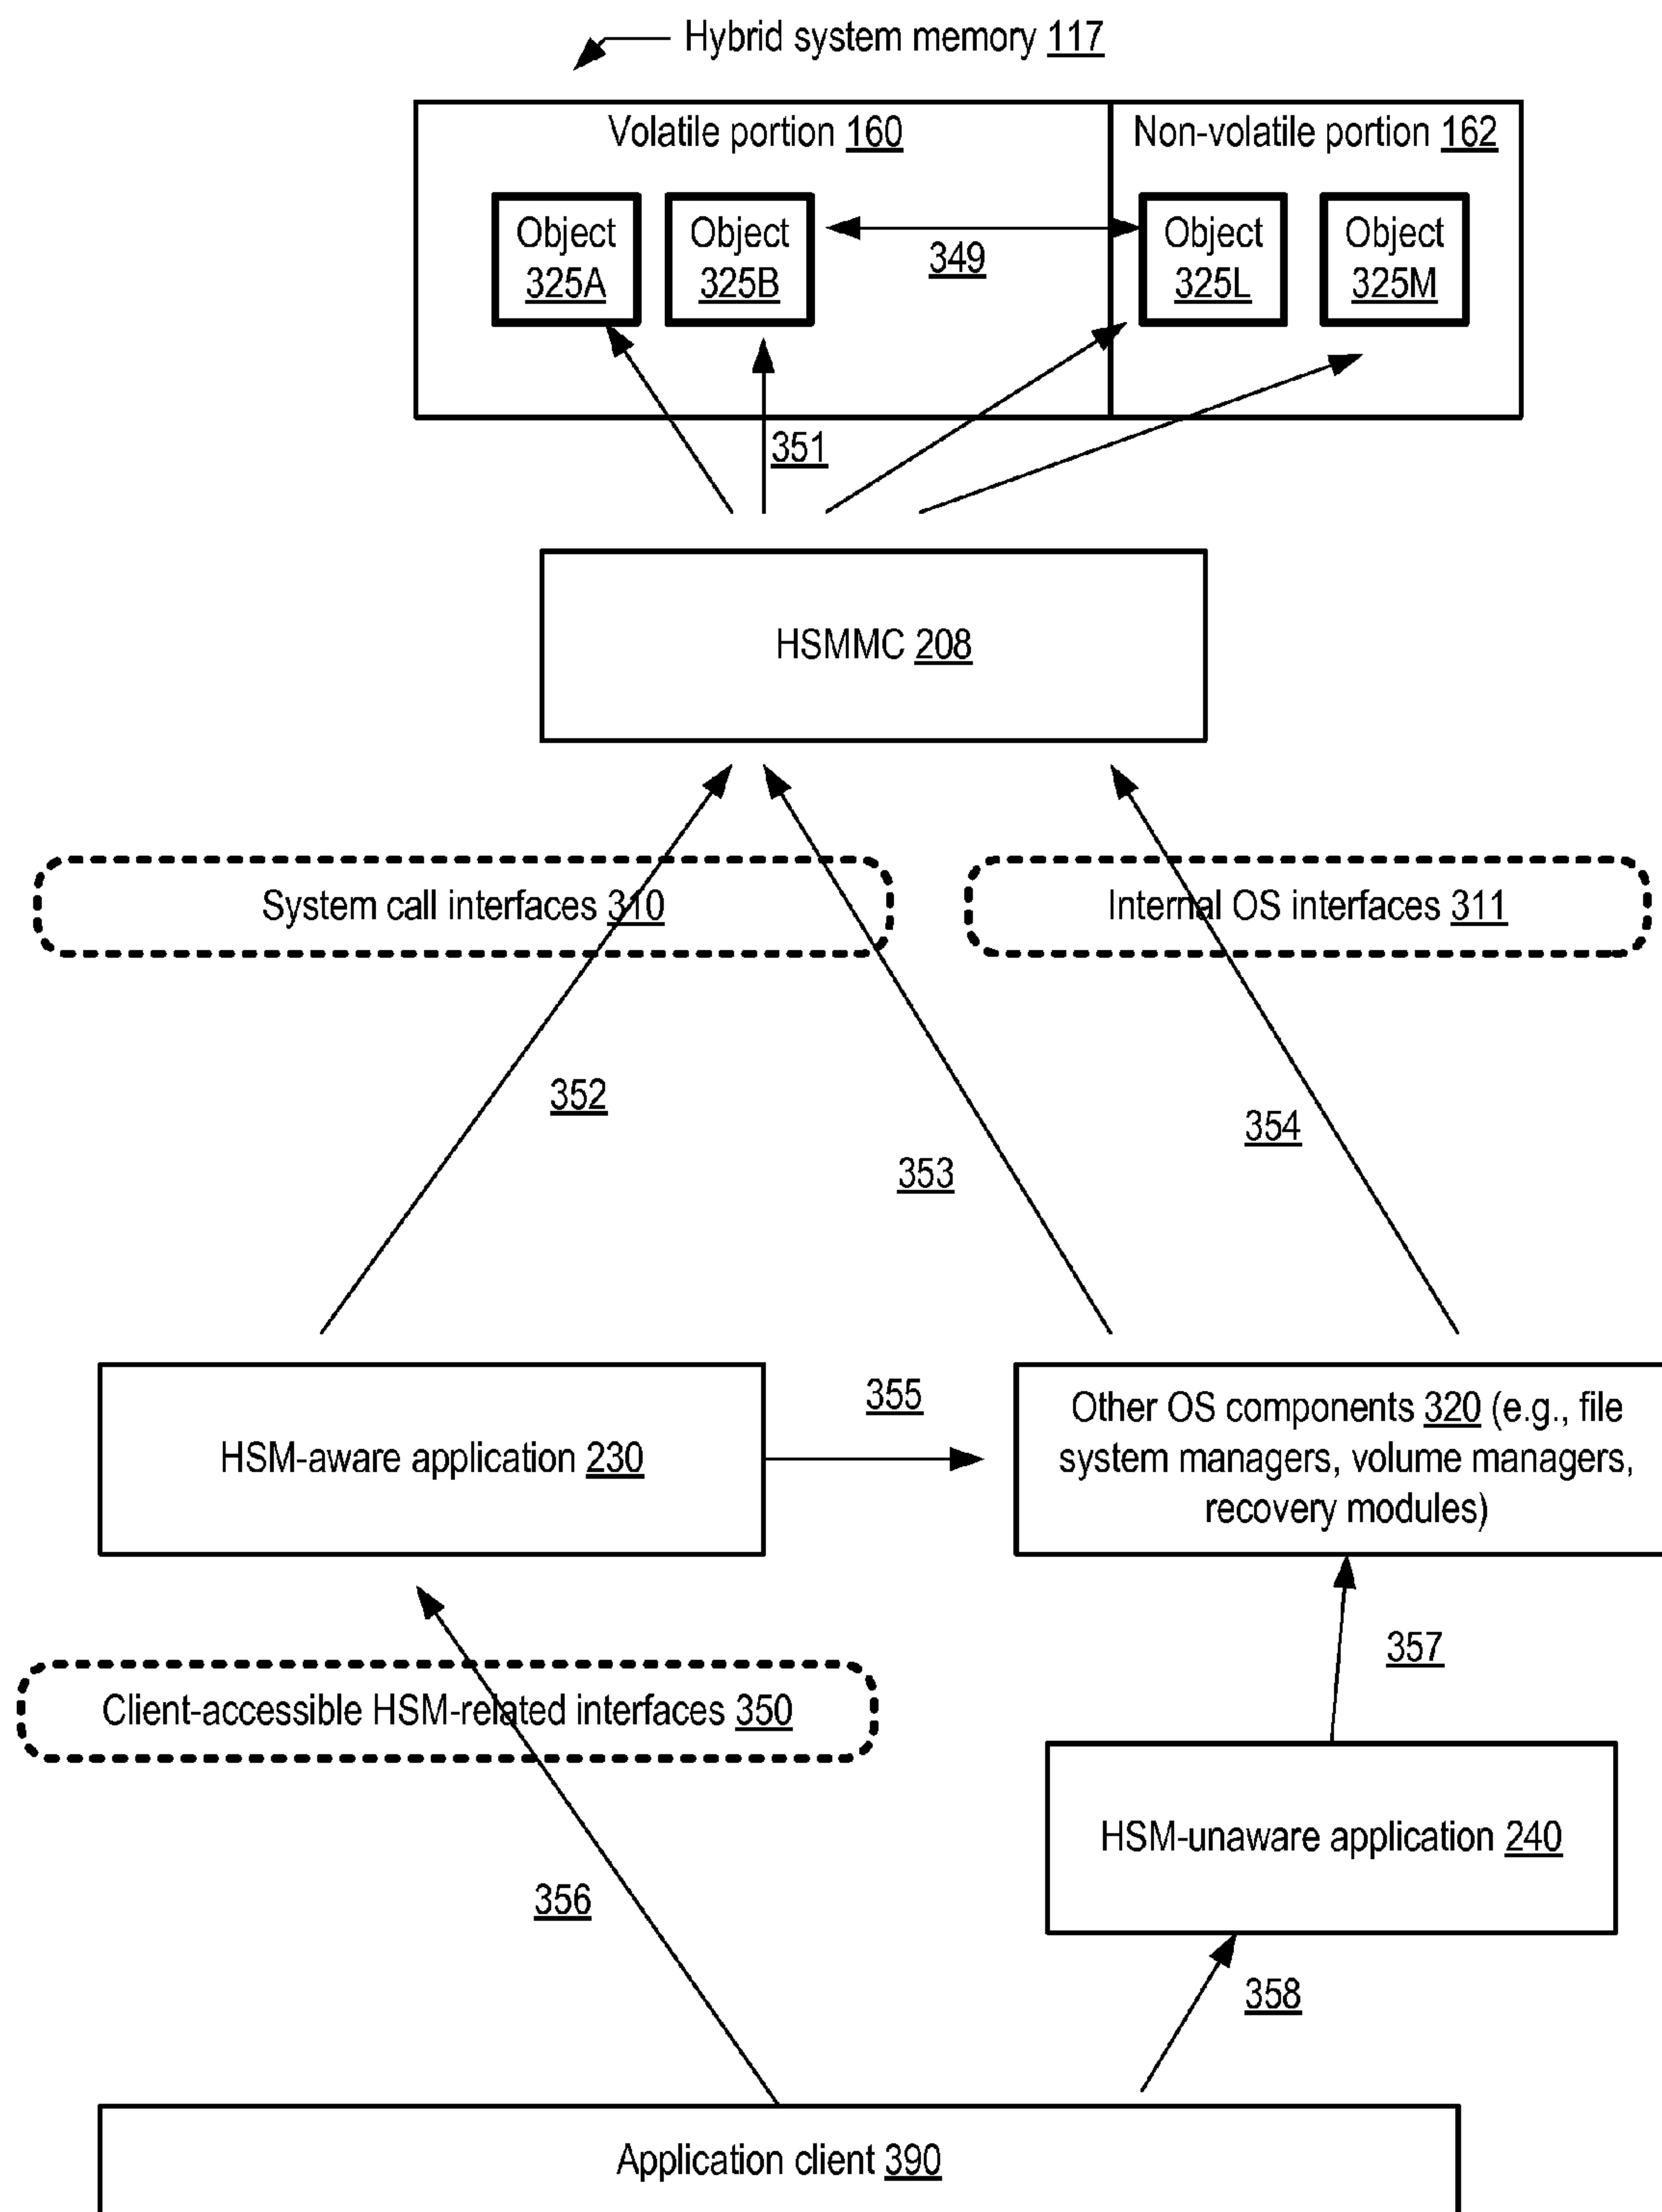 Hybrid system memory 117
Volatile portion 160
Non-volatile portion 162
Object
325A
Object
325B
349
Object
325L
Object
325M
351
HSMMC 208
System call interfaces 310
Internal OS interfaces 311
352
353
354
HSM-aware application 230
355
Other OS components 320 (e.g., file
system managers, volume managers,
recovery modules)
Client-accessible HSM-related interfaces 350
357
HSM-unaware application 240
356
358
Application client 390